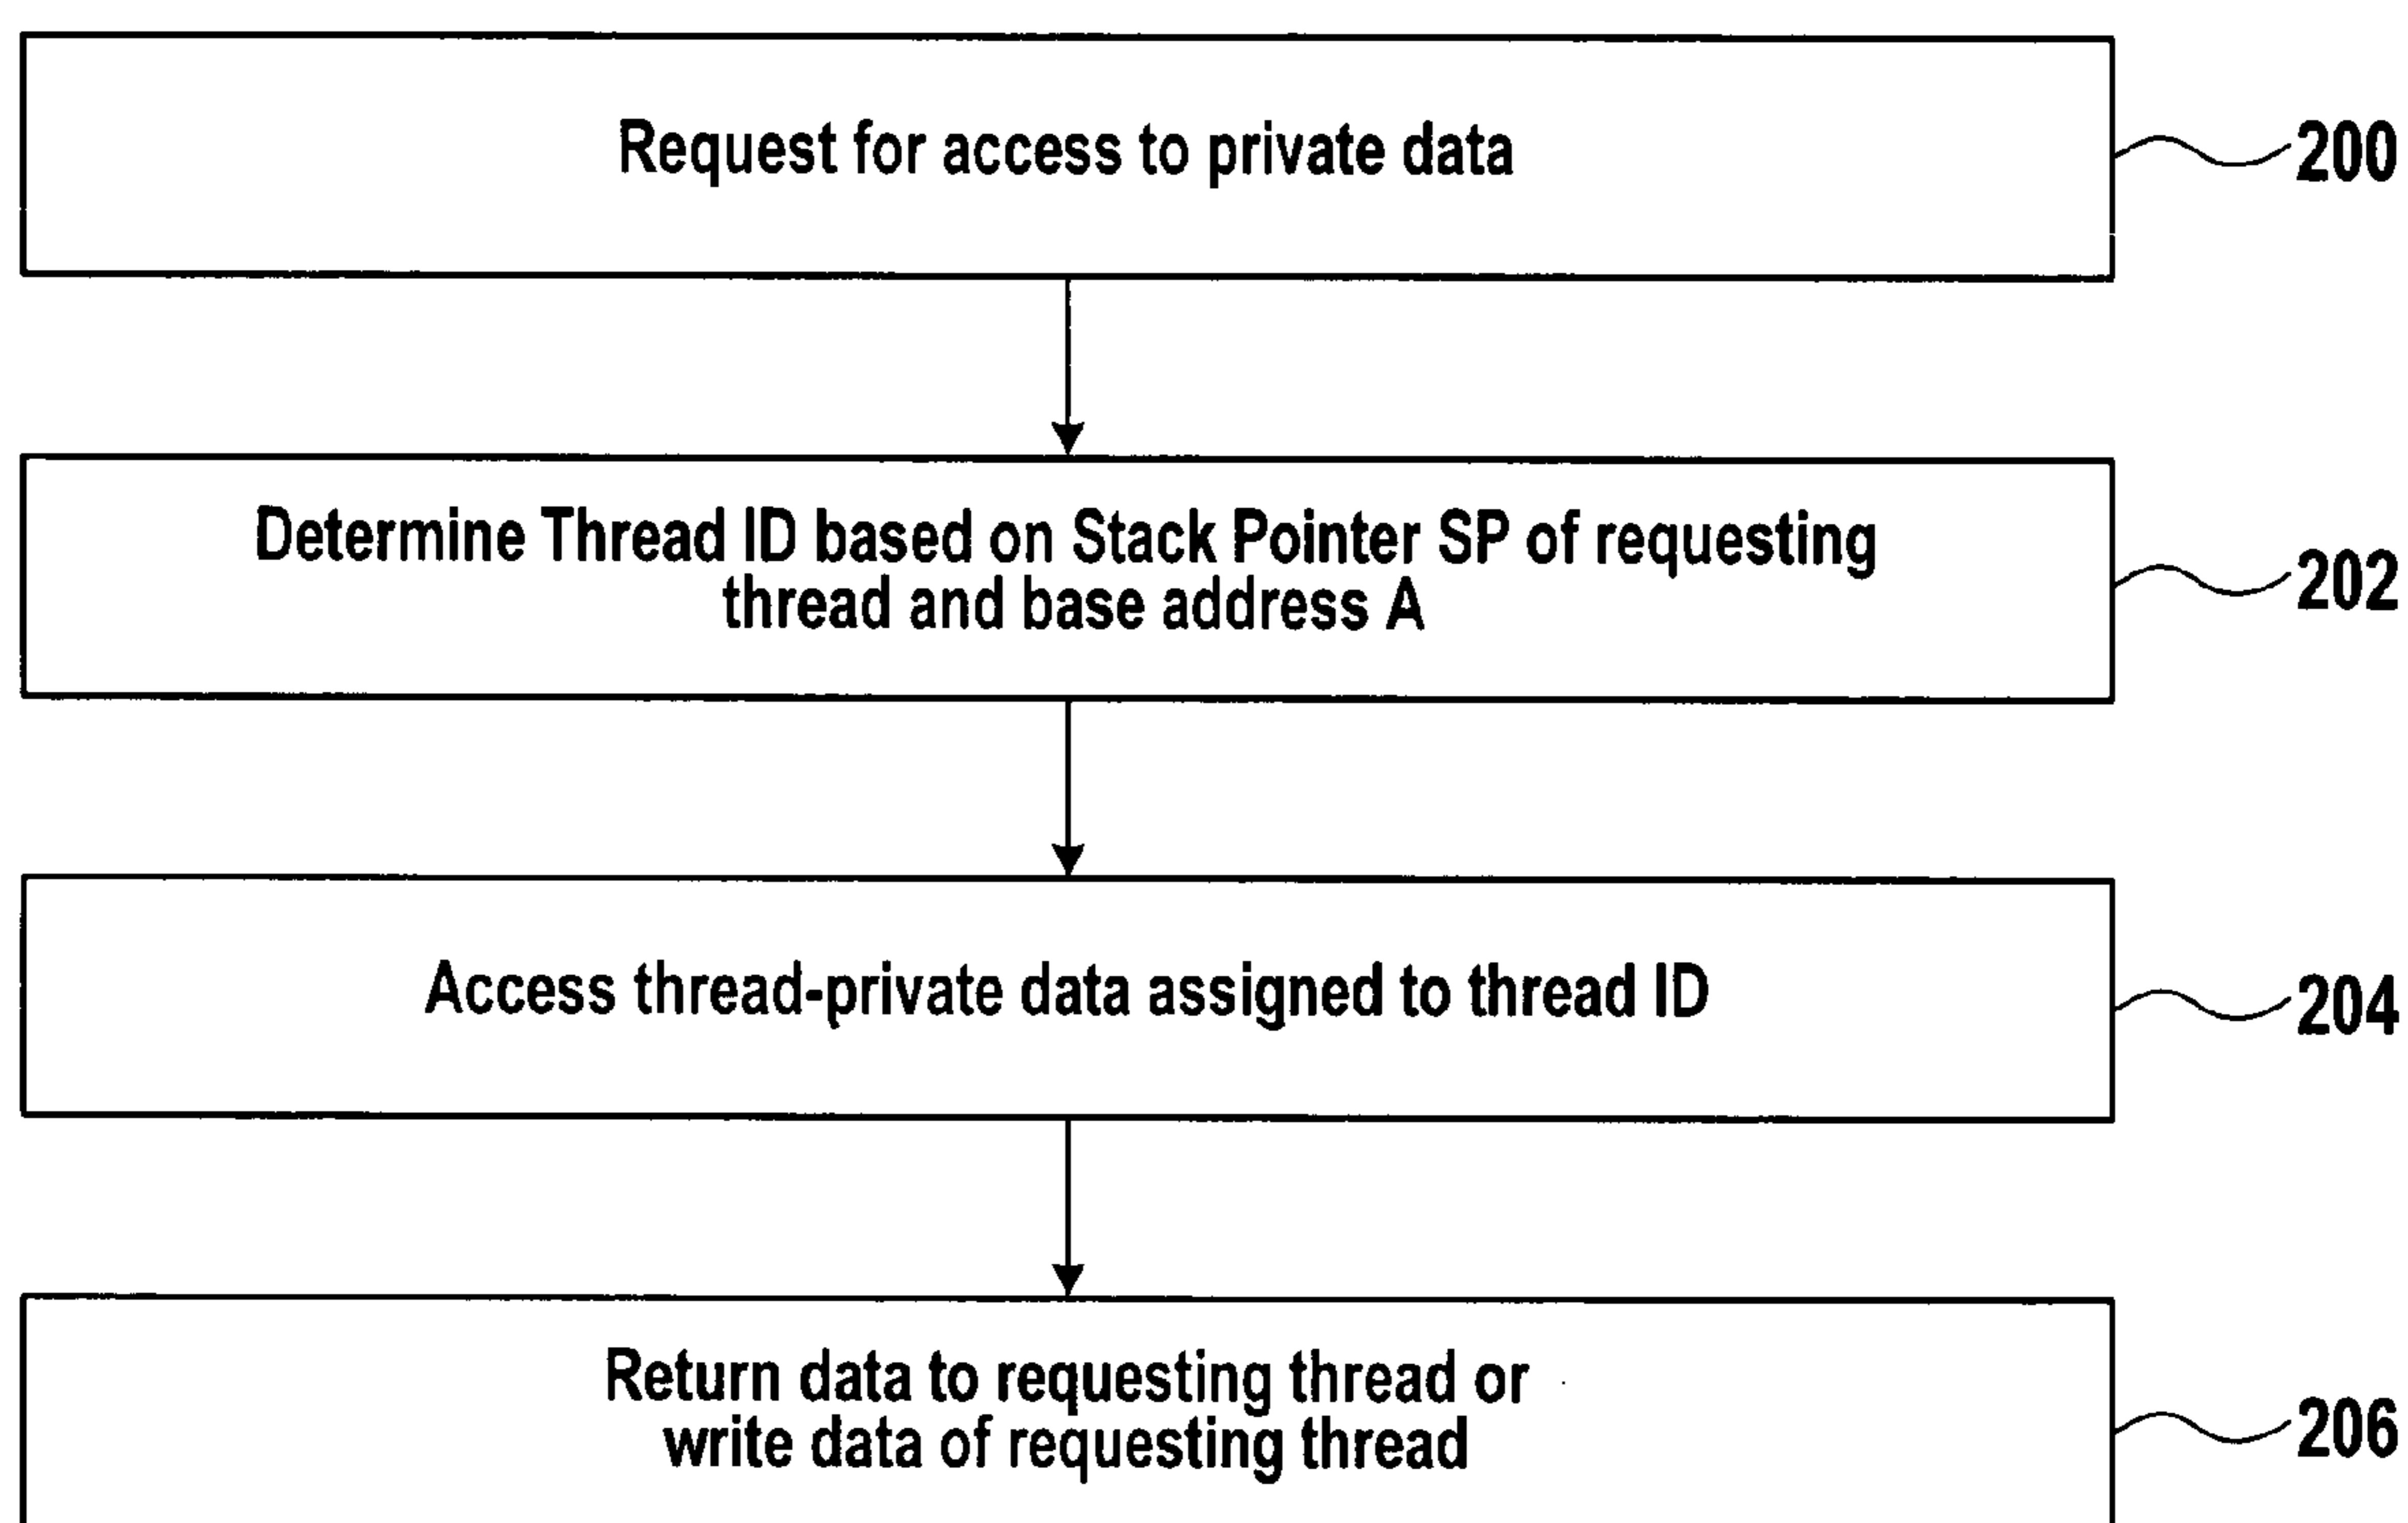 Request for access to private data
200
Determine Thread ID based on Stack Pointer SP of requesting
thread and base address A
202
Access thread-private data assigned to thread ID
204
Return data to requesting thread or
write data of requesting thread
206